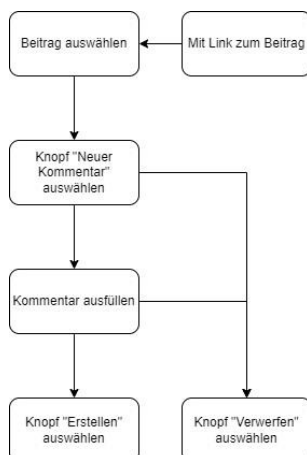 Beitrag auswählen
Mit Link zum Beitrag
Knopf "Neuer
Kommentar"
auswählen
Kommentar ausfüllen
Knopf "Erstellen"
auswählen
Knopf "Verwerfen"
auswählen